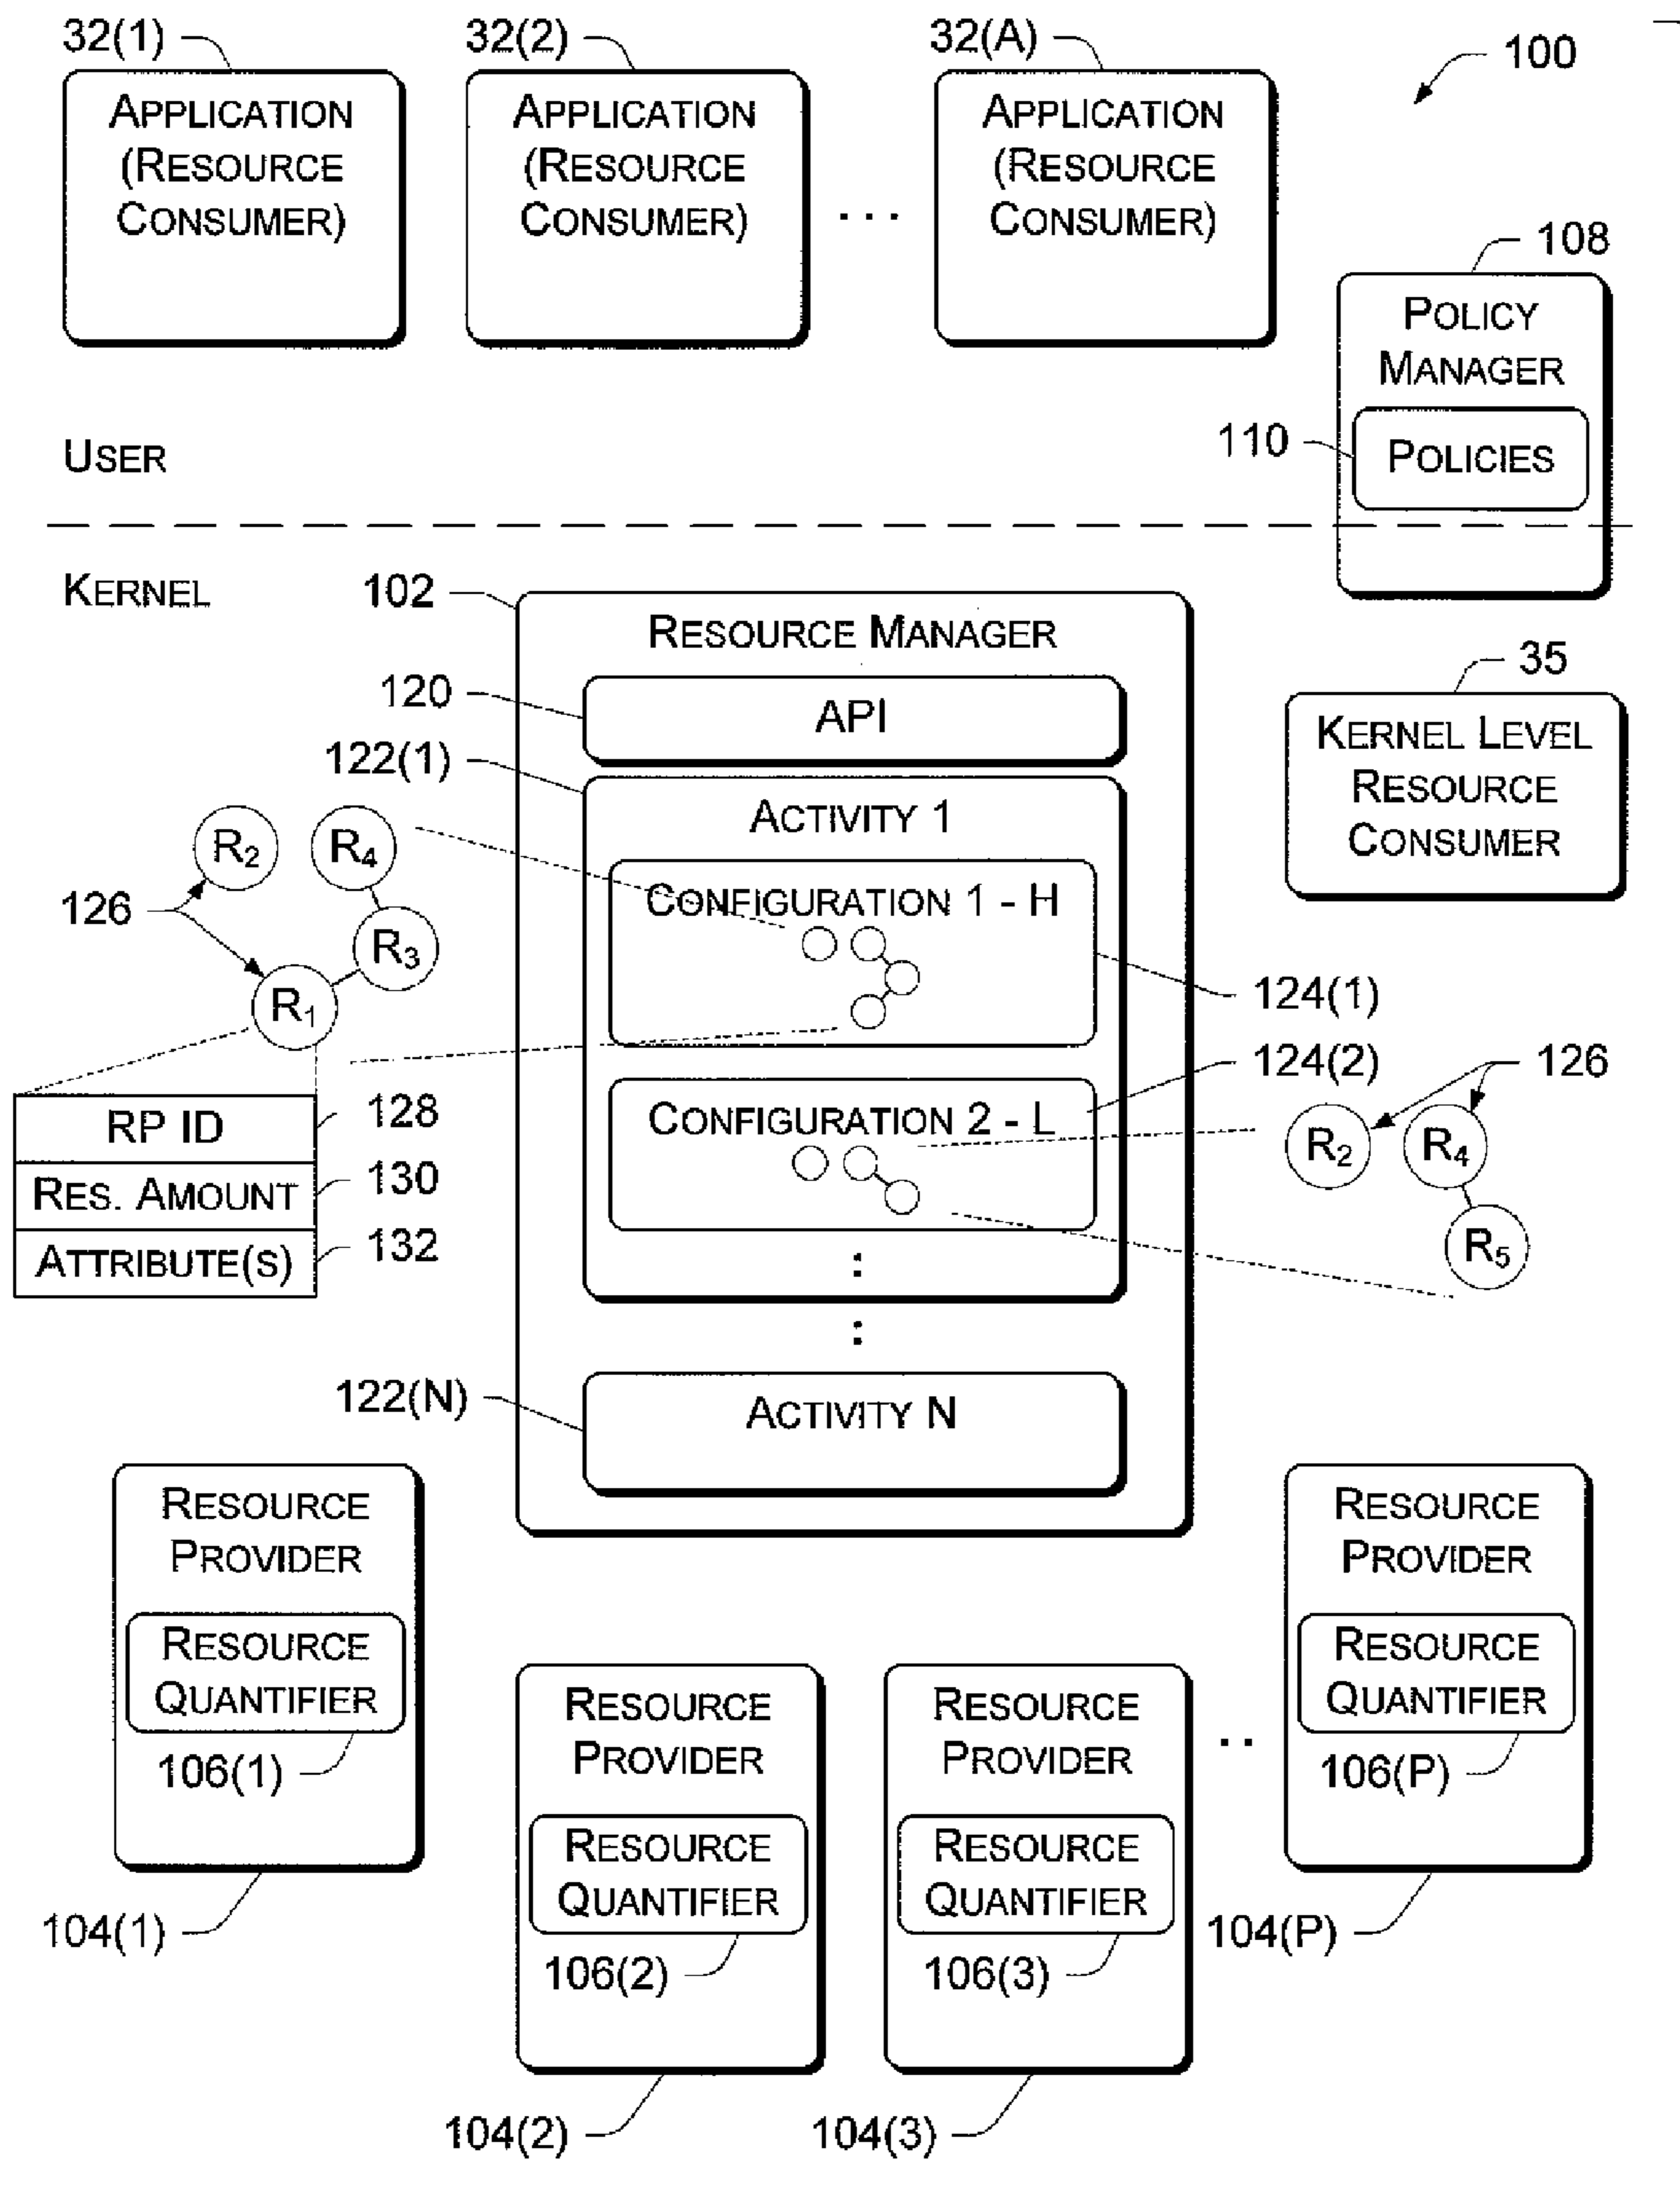 32(1)
32(2)
32(A)
100
APPLICATION
(RESOURCE
CONSUMER)
APPLICATION
(RESOURCE
CONSUMER)
...
APPLICATION
(RESOURCE
CONSUMER)
108
POLICY
MANAGER
110
POLICIES
USER
KERNEL
102
RESOURCE MANAGER
120
API
35
KERNEL LEVEL
RESOURCE
CONSUMER
122(1)
ACTIVITY 1
R2
R4
126
R3
R1
CONFIGURATION 1 - H
124(1)
124(2)
CONFIGURATION 2 - L
126
R2
R4
R5
RP ID
128
RES. AMOUNT
130
ATTRIBUTE(S)
132
:
:
122(N)
ACTIVITY N
RESOURCE
PROVIDER
RESOURCE
QUANTIFIER
106(1)
104(1)
RESOURCE
PROVIDER
RESOURCE
QUANTIFIER
106(2)
104(2)
RESOURCE
PROVIDER
RESOURCE
QUANTIFIER
106(3)
104(3)
..
RESOURCE
PROVIDER
RESOURCE
QUANTIFIER
106(P)
104(P)